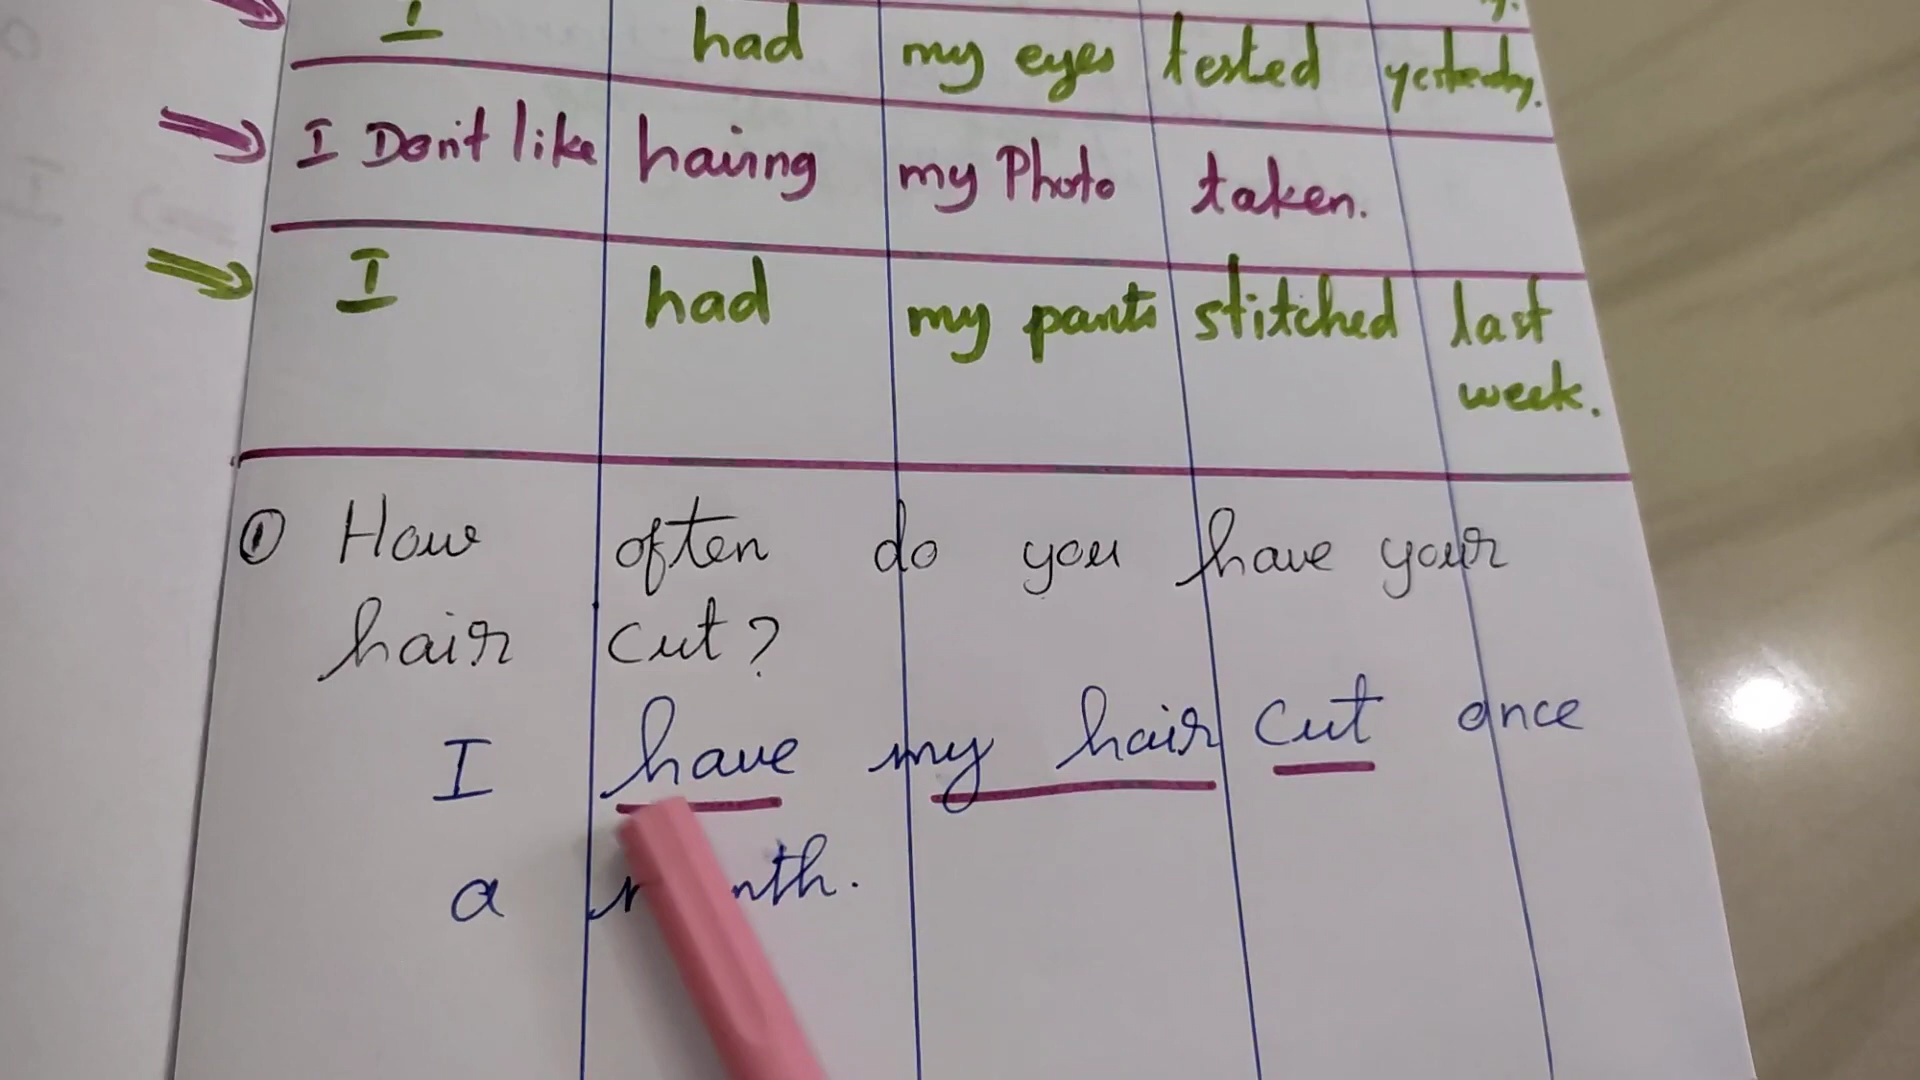 I had my eyes tested yesterday.
I Don't like having my Photo taken.
I had my pants stitched last
week.
① How often do you have your
hair cut?
I have my hair cut once
a month.